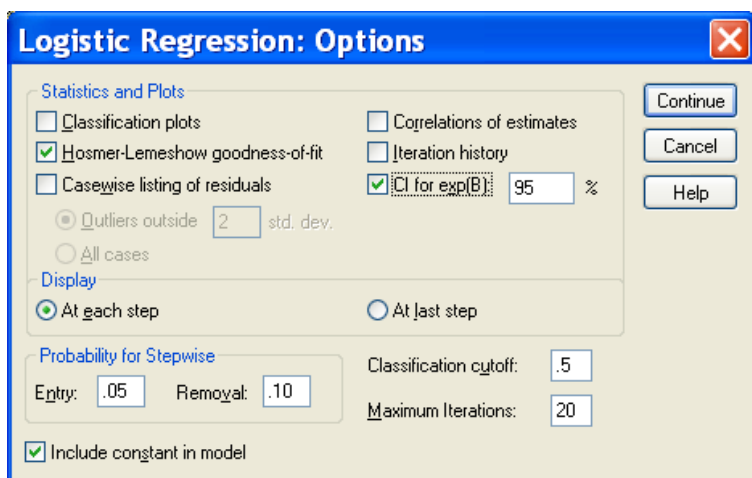 Logistic Regression: Options
Statistics and Plots
Classification plots
Hosmer-Lemeshow goodness-of-fit
Casewise listing of residuals
Outliers outside 2 std. dev.
All cases
Correlations of estimates
Iteration history
CI for exp(B): 95 %
Continue
Cancel
Help
Display
At each step
At last step
Probability for Stepwise
Entry: .05 Removal: .10
Classification cutoff: .5
Maximum Iterations: 20
Include constant in model